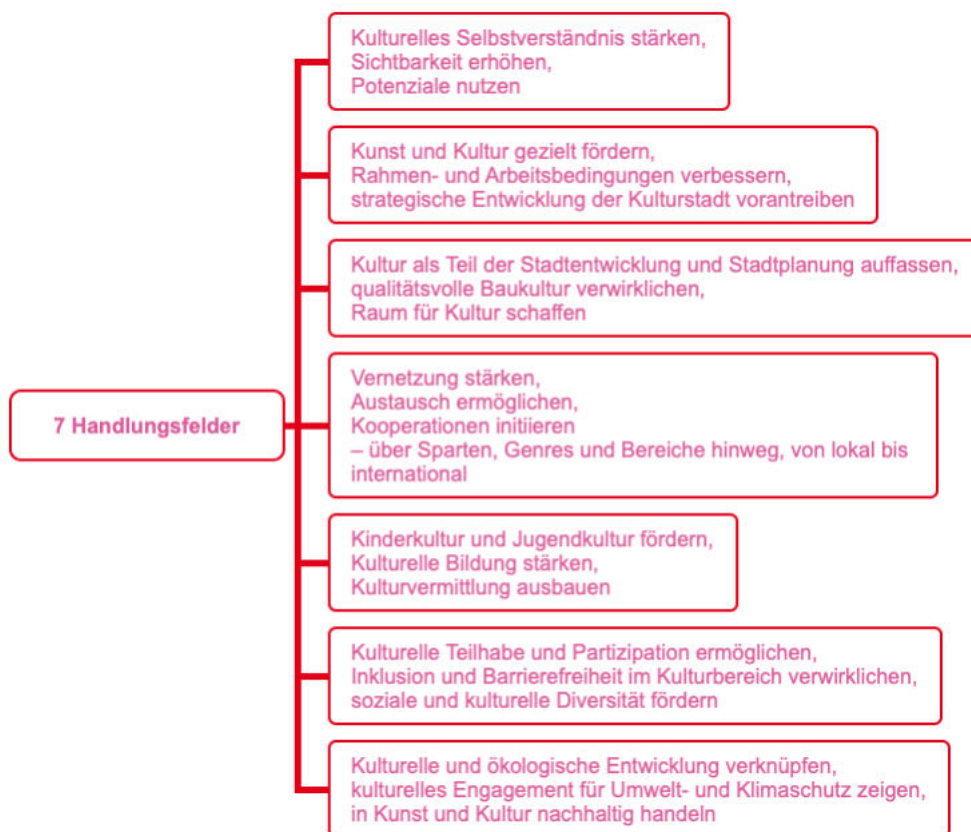 Kulturelles Selbstverständnis stärken,
Sichtbarkeit erhöhen,
Potenziale nutzen
Kunst und Kultur gezielt fördern,
Rahmen- und Arbeitsbedingungen verbessern,
strategische Entwicklung der Kulturstadt vorantreiben
Kultur als Teil der Stadtentwicklung und Stadtplanung auffassen,
qualitätsvolle Baukultur verwirklichen,
Raum für Kultur schaffen
7 Handlungsfelder
Vernetzung stärken,
Austausch ermöglichen,
Kooperationen initiieren
– über Sparten, Genres und Bereiche hinweg, von lokal bis
international
Kinderkultur und Jugendkultur fördern,
Kulturelle Bildung stärken,
Kulturvermittlung ausbauen
Kulturelle Teilhabe und Partizipation ermöglichen,
Inklusion und Barrierefreiheit im Kulturbereich verwirklichen,
soziale und kulturelle Diversität fördern
Kulturelle und ökologische Entwicklung verknüpfen,
kulturelles Engagement für Umwelt- und Klimaschutz zeigen,
in Kunst und Kultur nachhaltig handeln